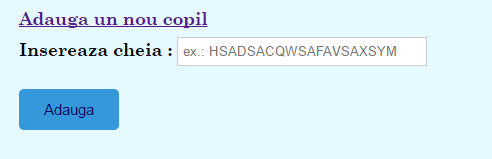 Adauga un nou copil
Insereaza cheia : ex.: HSADSACQWSAFAVSAXSYM
Adauga